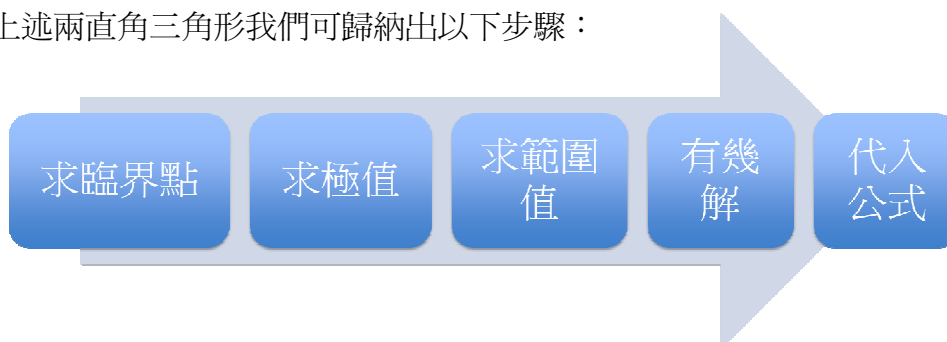 上述兩直角三角形我們可歸納出以下步驟：
求臨界點
求極值
求範圍
值
有幾
解
代入
公式